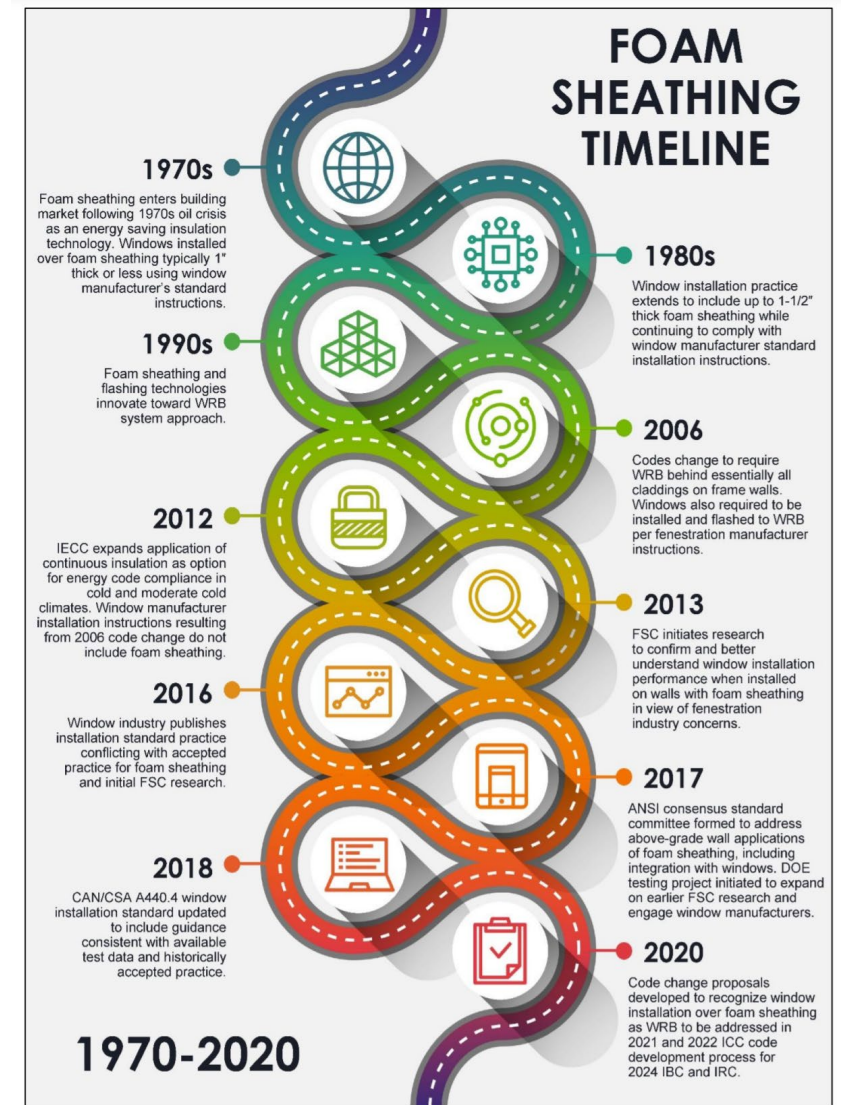 FOAM
SHEATHING
TIMELINE
1970s
Foam sheathing enters building
market following 1970s oil crisis
as an energy saving insulation
technology. Windows installed
over foam sheathing typically 1"
thick or less using window
manufacturer's standard
instructions.
1980s
Window installation practice
extends to include up to 1-1/2"
thick foam sheathing while
continuing to comply with
window manufacturer standard
installation instructions.
1990s
Foam sheathing and
flashing technologies
innovate toward WRB
system approach.
2006
Codes change to require
WRB behind essentially all
claddings on frame walls.
Windows also required to be
installed and flashed to WRB
per fenestration manufacturer
instructions.
2012
IECC expands application of
continuous insulation as option
for energy code compliance in
cold and moderate cold
climates. Window manufacturer
installation instructions resulting
from 2006 code change do not
include foam sheathing.
2013
FSC initiates research
to confirm and better
understand window installation
performance when installed
on walls with foam sheathing
in view of fenestration
industry concerns.
2016
Window industry publishes
installation standard practice
conflicting with accepted
practice for foam sheathing
and initial FSC research.
2017
ANSI consensus standard
committee formed to address
above-grade wall applications
of foam sheathing, including
integration with windows. DOE
testing project initiated to expand
on earlier FSC research and
engage window manufacturers.
2018
CAN/CSA A440.4 window
installation standard updated
to include guidance
consistent with available
test data and historically
accepted practice.
2020
Code change proposals
developed to recognize window
installation over foam sheathing
as WRB to be addressed in
2021 and 2022 ICC code
development process for
2024 IBC and IRC.
1970-2020